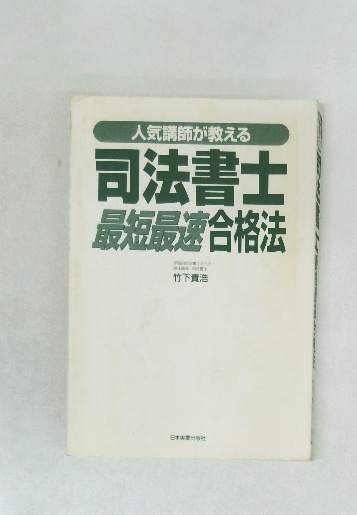 人気講師が教える
司法書士
最短最速合格法
竹下貴浩
日本実業出版社